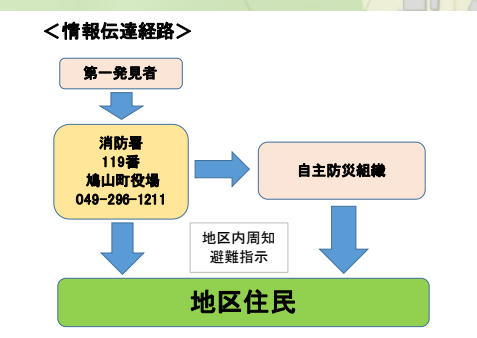 ＜情報伝達経路＞
第一発見者
消防署
119番
鳩山町役場
049-296-1211
自主防災組織
地区内周知
避難指示
地区住民